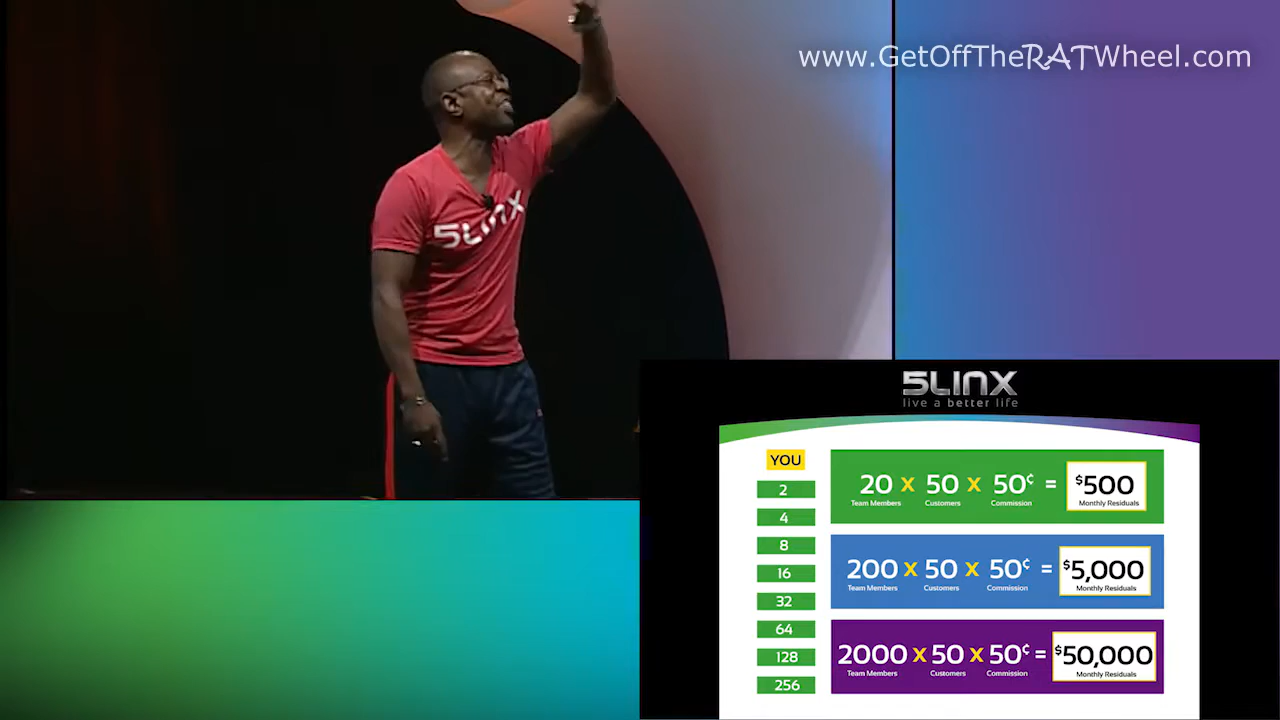 www.GetOffTheRATWheel.com
5LINX
5LINX
live a better life
YOU
2
4
8
16
32
64
128
256
20 x 50 x 50¢ = $500
Team Members Customers Commission Monthly Residuals
200 x 50 x 50¢ = $5,000
Team Members Customers Commission Monthly Residuals
2000 x 50 x 50¢ = $50,000
Team Members Customers Commission Monthly Residuals